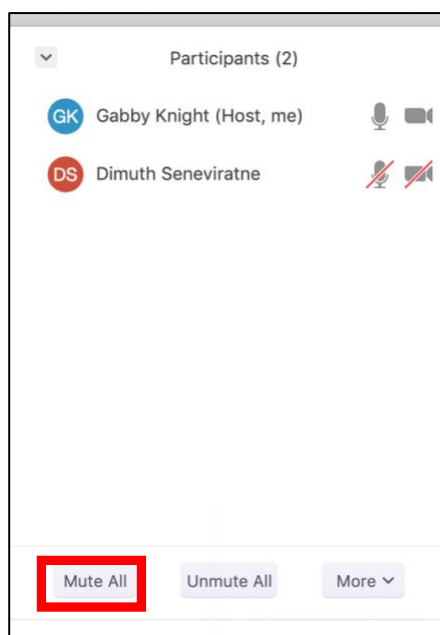 Participants (2)
GK Gabby Knight (Host, me)
DS Dimuth Seneviratne
Mute All Unmute All More